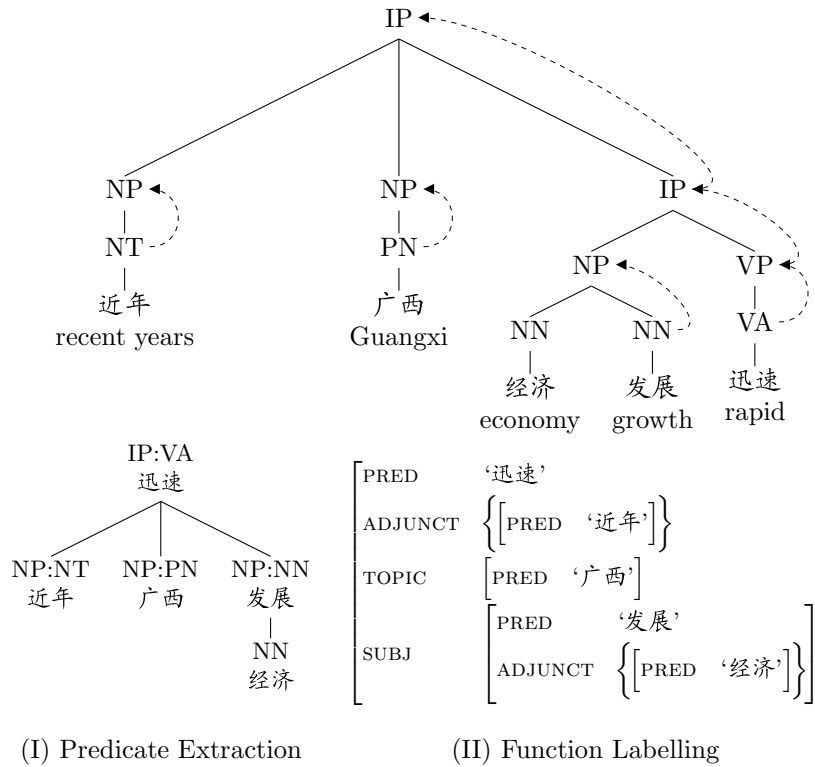 IP
NP NP IP
NT PN NP VP
近年 广西 NN NN VA
recent years Guangxi 经济 发展 迅速
economy growth rapid
IP:VA
迅速
NP:NT NP:PN NP:NN
近年 广西 发展
NN
经济
PRED ‘迅速’
ADJUNCT {[PRED ‘近年’]}
TOPIC [PRED ‘广西’]
SUBJ [PRED ‘发展’
ADJUNCT {[PRED ‘经济’]}]
(I) Predicate Extraction (II) Function Labelling